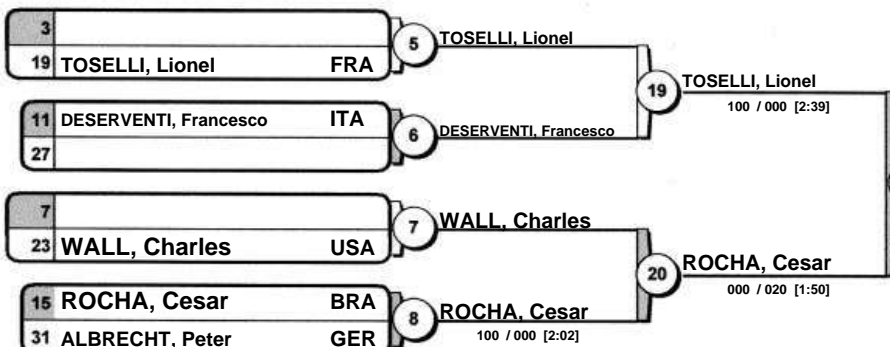 3
19 TOSELLI, Lionel FRA
5 TOSELLI, Lionel
11 DESERVENTI, Francesco ITA
27
6 DESERVENTI, Francesco
19 TOSELLI, Lionel
100 / 000 [2:39]
7
23 WALL, Charles USA
7 WALL, Charles
15 ROCHA, Cesar BRA
31 ALBRECHT, Peter GER
8 ROCHA, Cesar
100 / 000 [2:02]
20 ROCHA, Cesar
000 / 020 [1:50]